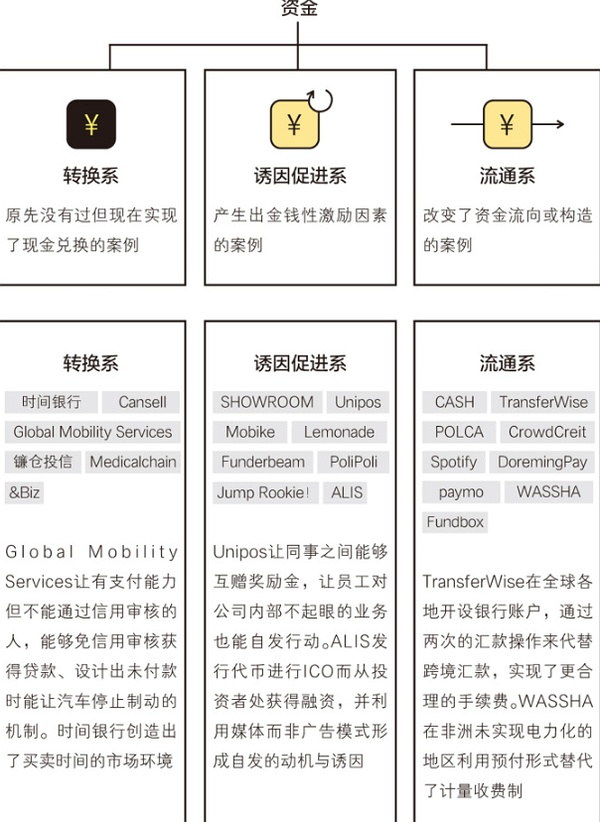 资金
¥
转换系
原先没有过但现在实现
了现金兑换的案例
¥
诱因促进系
产生出金钱性激励因素
的案例
¥
流通系
改变了资金流向或构造
的案例
转换系
时间银行 Cansell
Global Mobility Services
镰仓投信 Medicalchain
&Biz
Global Mobility
Services让有支付能力
但不能通过信用审核的
人，能够免信用审核获
得贷款、设计出未付款
时能让汽车停止制动的
机制。时间银行创造出
了买卖时间的市场环境
诱因促进系
SHOWROOM Unipos
Mobike Lemonade
Funderbeam PoliPoli
Jump Rookie! ALIS
Unipos让同事之间能够
互赠奖励金，让员工对
公司内部不起眼的业务
也能自发行动。ALIS发
行代币进行ICO而从投
资者处获得融资，并利
用媒体而非广告模式形
成自发的动机与诱因
流通系
CASH TransferWise
POLCA CrowdCreit
Spotify DoremingPay
paymo WASSHA
Fundbox
TransferWise在全球各
地开设银行账户，通过
两次的汇款操作来代替
跨境汇款，实现了更合
理的手续费。WASSHA
在非洲未实现电力化的
地区利用预付形式替代
了计量收费制